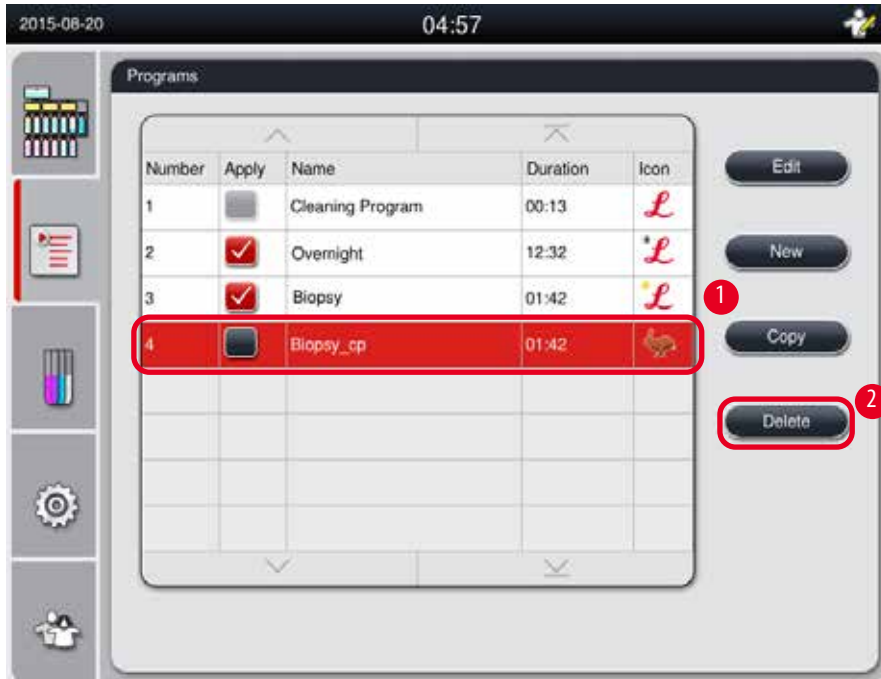 2015-08-20 04:57
Programs
Number Apply Name Duration Icon
1 Cleaning Program 00:13 L
2 Overnight 12:32 L
3 Biopsy 01:42 L
4 Biopsy_cp 01:42
Edit
New
1
Copy
2
Delete